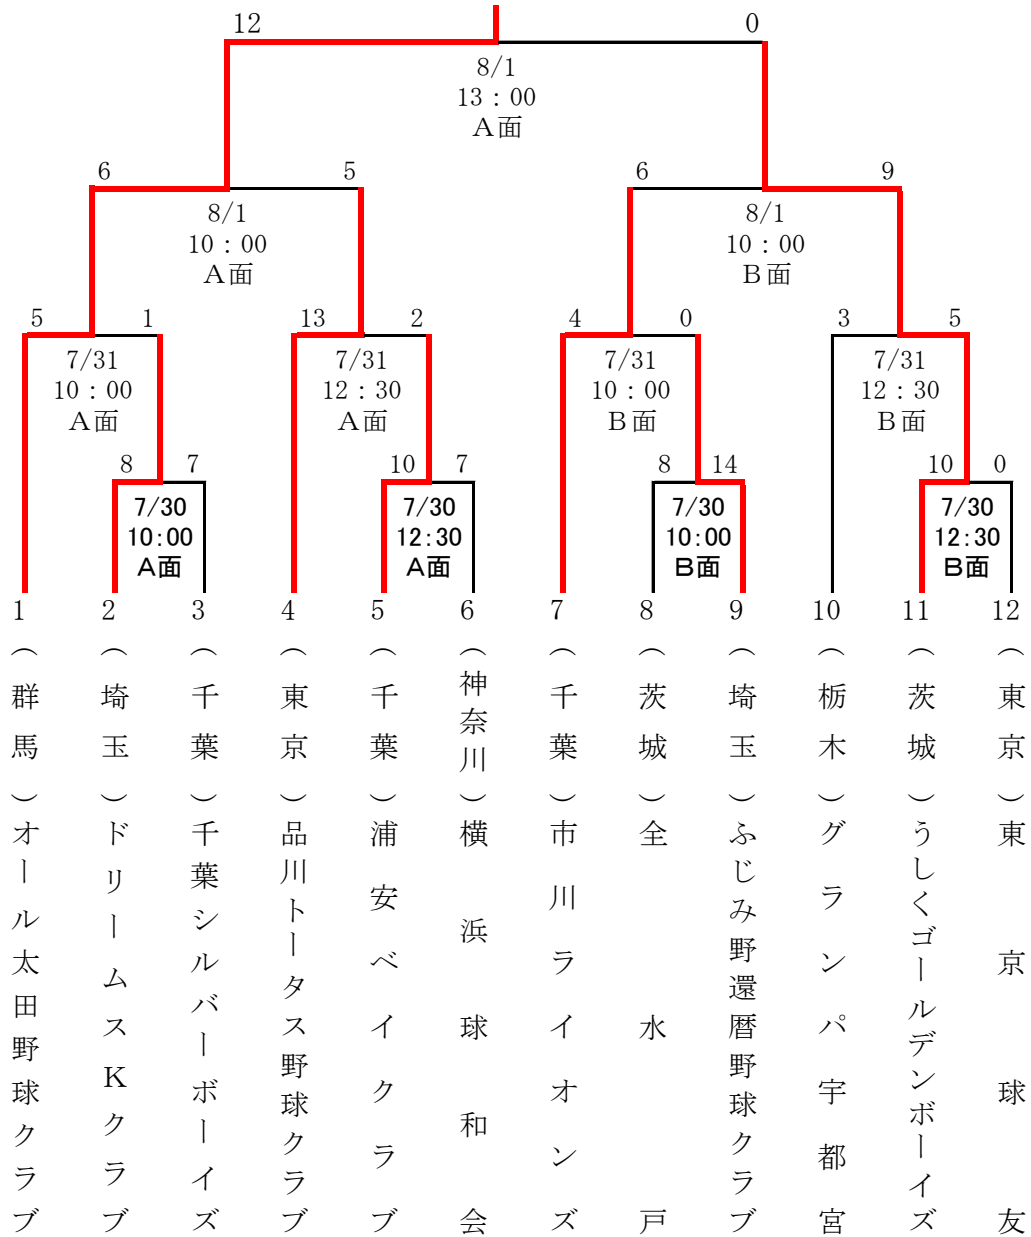 12 0
8/1
13：00
A面
6 5 6 9
8/1 8/1
10：00 10：00
A面 B面
5 1 13 2 4 0 3 5
7/31 7/31 7/31 7/31
10：00 12：30 10：00 12：30
A面 A面 B面 B面
8 7 10 7 8 14 10 0
7/30 7/30 7/30 7/30
10:00 12:30 10:00 12:30
A面 A面 B面 B面
1 2 3 4 5 6 7 8 9 10 11 12
（群馬）オール太田野球クラブ
（埼玉）ドリームスKクラブ
（千葉）千葉シルバーボーイズ
（東京）品川トータス野球クラブ
（千葉）浦安ベイクラブ
（神奈川）横浜球和会
（千葉）市川ライオンズ
（茨城）全水戸
（埼玉）ふじみ野還暦野球クラブ
（栃木）グランパ宇都宮
（茨城）うしくゴールデンボーイズ
（東京）東京球友